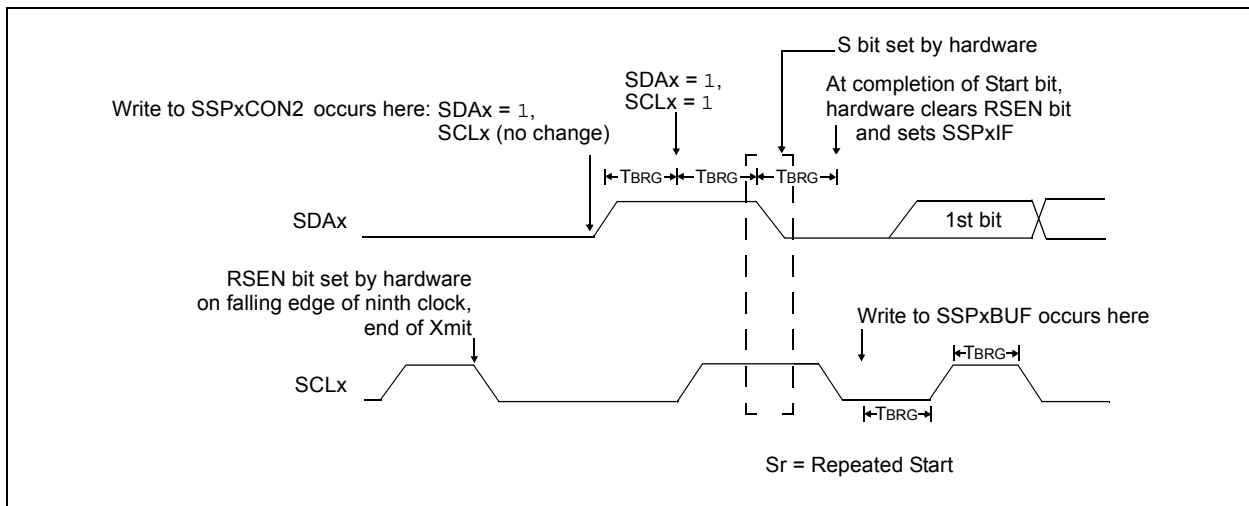 S bit set by hardware
SDAx = 1,
SCLx = 1
At completion of Start bit,
hardware clears RSEN bit
and sets SSPxIF
Write to SSPxCON2 occurs here: SDAx = 1,
SCLx (no change)
TBRG TBRG TBRG
SDAx
1st bit
RSEN bit set by hardware
on falling edge of ninth clock,
end of Xmit
Write to SSPxBUF occurs here
TBRG
SCLx
TBRG
Sr = Repeated Start